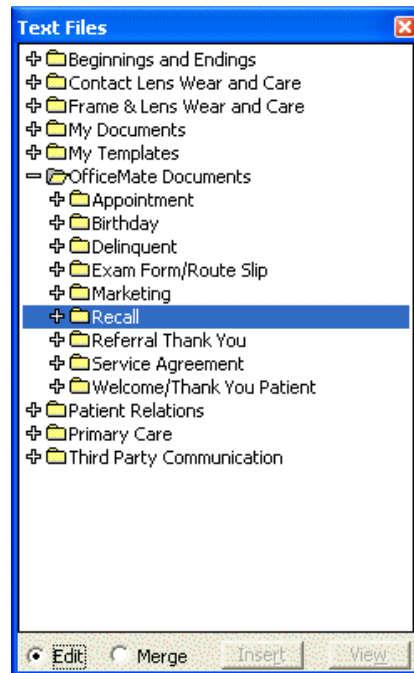 Text Files
Beginnings and Endings
Contact Lens Wear and Care
Frame & Lens Wear and Care
My Documents
My Templates
OfficeMate Documents
Appointment
Birthday
Delinquent
Exam Form/Route Slip
Marketing
Recall
Referral Thank You
Service Agreement
Welcome/Thank You Patient
Patient Relations
Primary Care
Third Party Communication
Edit Merge Insert View